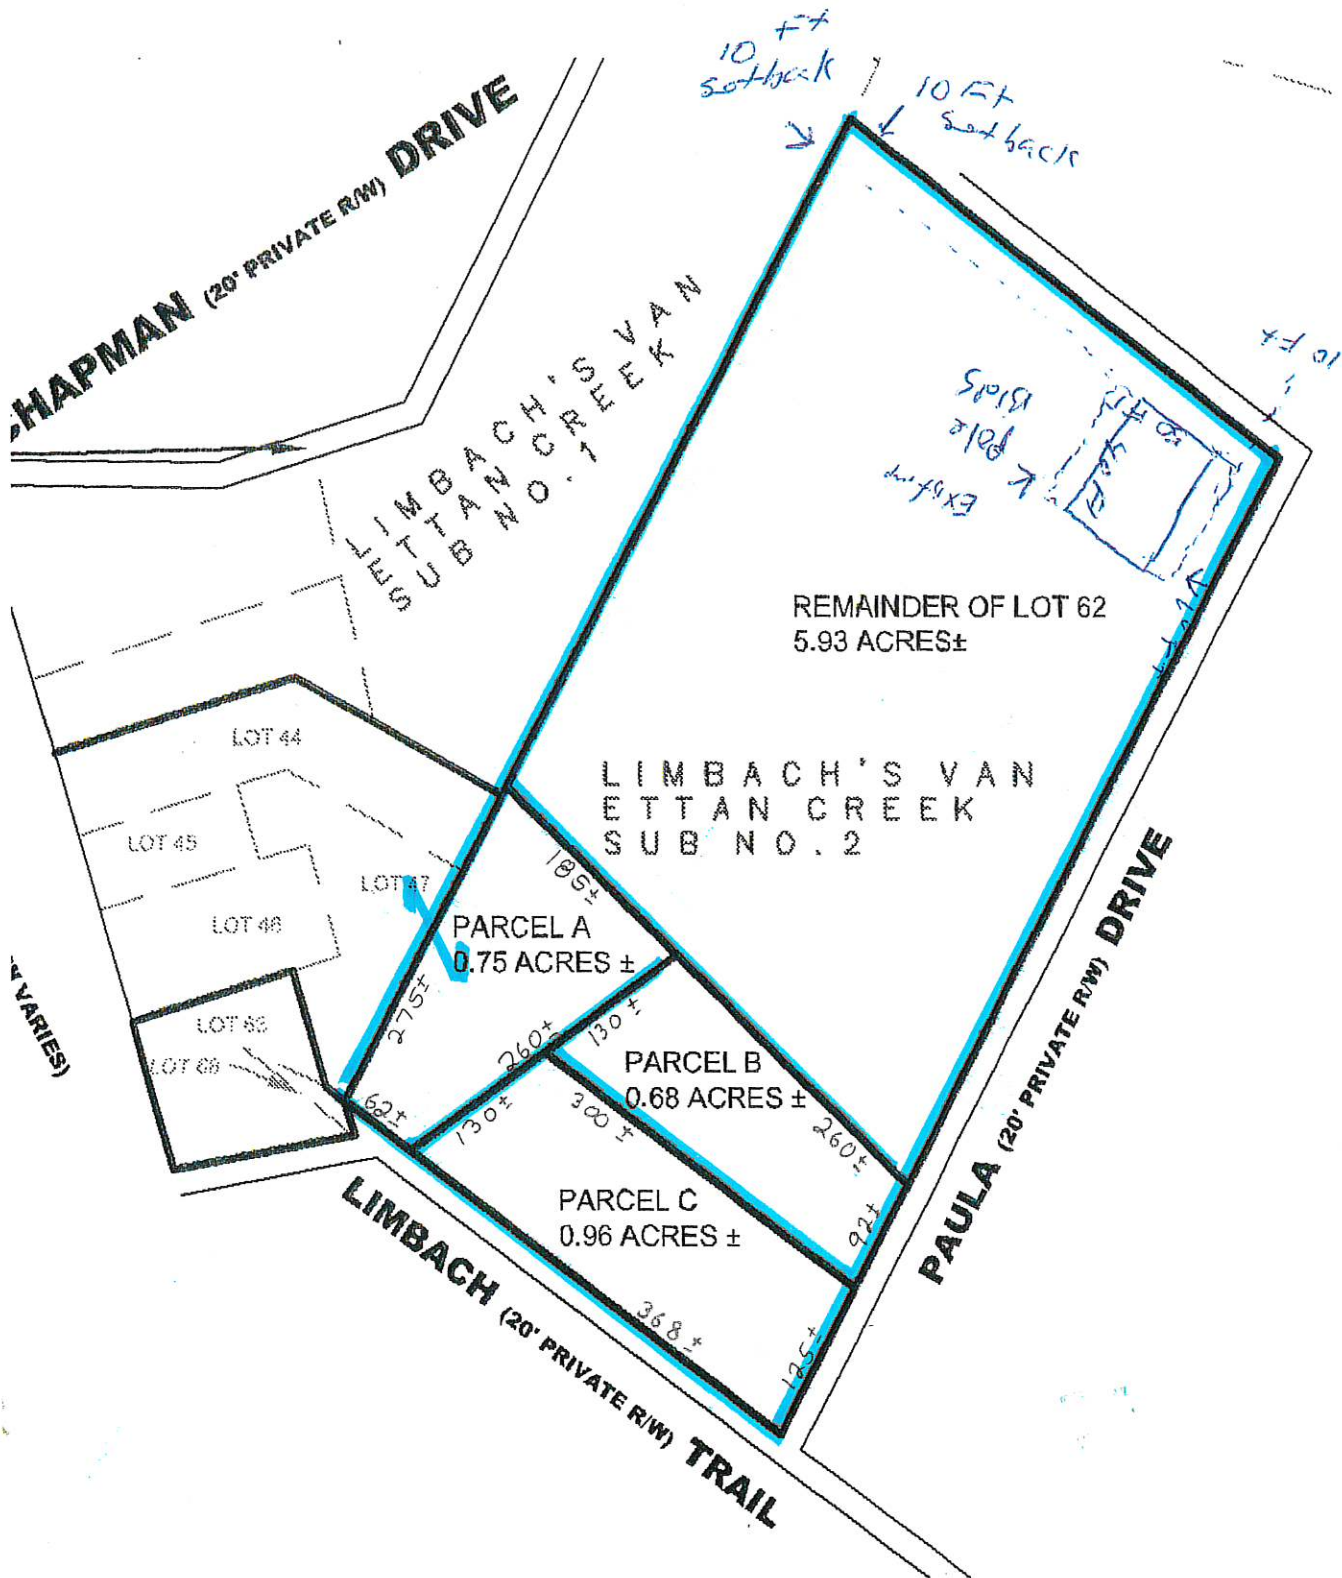 10 Ft
setback
10 Ft
setback
CHAPMAN (20' PRIVATE R/W) DRIVE
LIMBACH'S VAN
ETTAN CREEK
SUB NO. 1
10 Ft
Existing
pole
Bldg
REMAINDER OF LOT 62
5.93 ACRES±
LIMBACH'S VAN
ETTAN CREEK
SUB NO. 2
LOT 44
LOT 45
LOT 47
LOT 46
185±
PARCEL A
0.75 ACRES ±
275±
260±
130±
PARCEL B
0.68 ACRES ±
VARIES)
LOT 65
LOT 66
62±
130±
300±
260±
92±
PARCEL C
0.96 ACRES ±
368±
125±
PAULA (20' PRIVATE R/W) DRIVE
LIMBACH (20' PRIVATE R/W) TRAIL